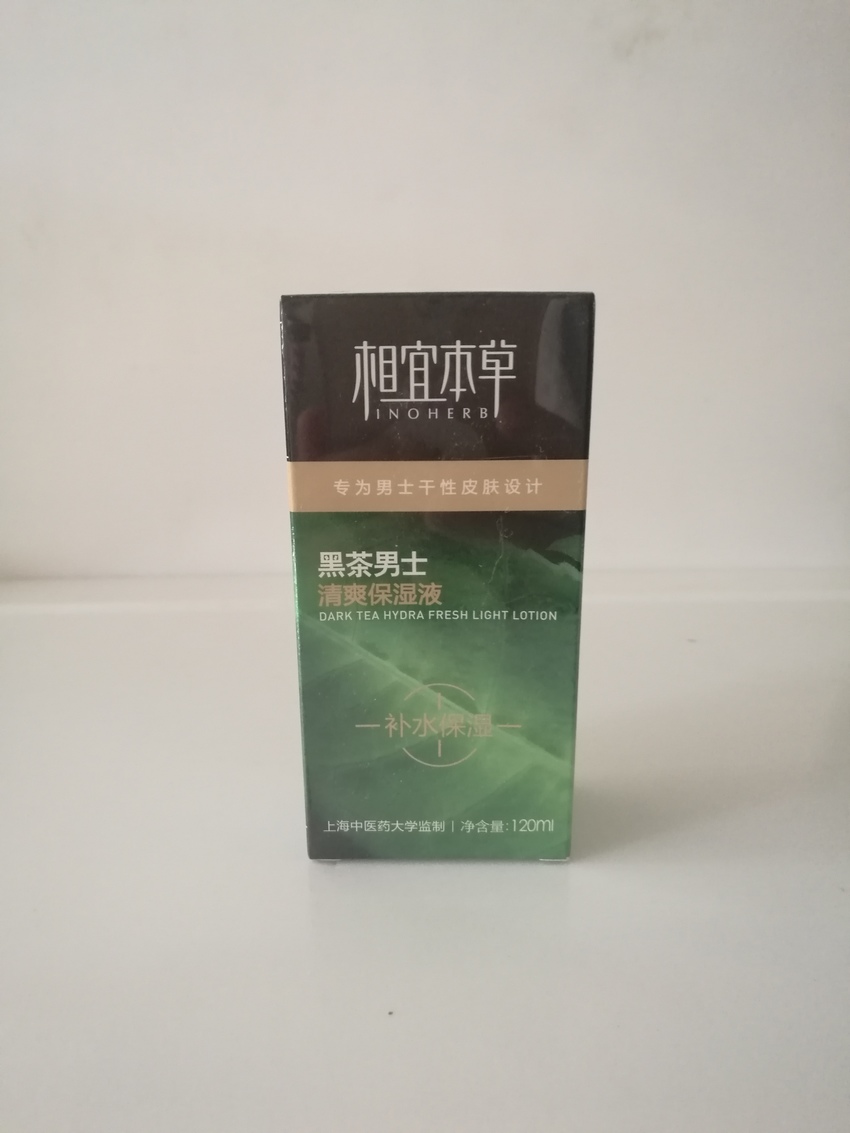 相宜本草
INOHERB
专为男士干性皮肤设计
黑茶男士
清爽保湿液
DARK TEA HYDRA FRESH LIGHT LOTION
补水保湿
上海中医药大学监制 | 净含量:120ml